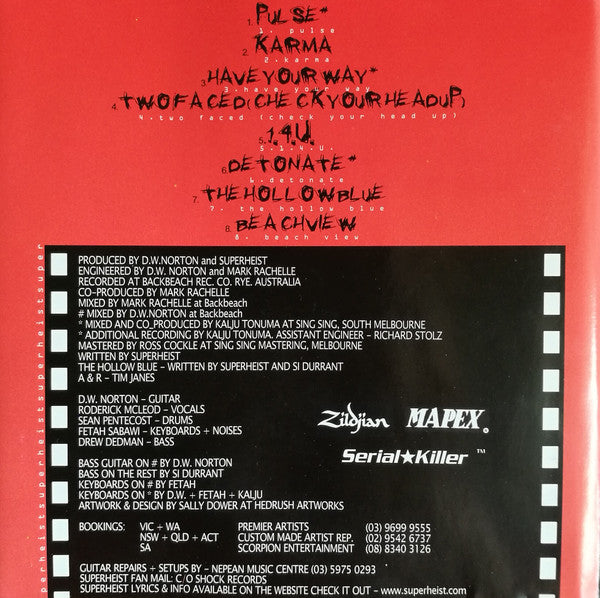 1. PULSE*
1. pulse
2. KARMA
2.karma
3. HAVE YOUR WAY*
3.have your way
4. TWO FACED (CHECK YOUR HEAD UP)
4.two faced (check your head up)
5. 1.4.U.
5.1.4.U.
6. DETONATE*
6.detonate
7. THE HOLLOW BLUE
7. the hollow blue
8. BEACHVIEW
8. beach view
perheistsuperheistsuperheistsuper
PRODUCED BY D.W.NORTON and SUPERHEIST
ENGINEERED BY D.W. NORTON and MARK RACHELLE
RECORDED AT BACKBEACH REC. CO. RYE. AUSTRALIA
CO-PRODUCED BY MARK RACHELLE
MIXED BY MARK RACHELLE at Backbeach
# MIXED BY D.W.NORTON at Backbeach
* MIXED AND CO_PRODUCED BY KALJU TONUMA AT SING SING, SOUTH MELBOURNE
* ADDITIONAL RECORDING BY KALJU TONUMA. ASSISTANT ENGINEER - RICHARD STOLZ
MASTERED BY ROSS COCKLE AT SING SING MASTERING, MELBOURNE
WRITTEN BY SUPERHEIST
THE HOLLOW BLUE - WRITTEN BY SUPERHEIST AND SI DURRANT
A & R - TIM JANES
D.W. NORTON - GUITAR
RODERICK MCLEOD - VOCALS
SEAN PENTECOST - DRUMS
FETAH SABAWI - KEYBOARDS + NOISES
DREW DEDMAN - BASS
Zildjian MAPEX®
Serial★Killer ™
BASS GUITAR ON # BY D.W. NORTON
BASS ON THE REST BY SI DURRANT
KEYBOARDS ON # BY FETAH
KEYBOARDS ON * BY D.W. + FETAH + KALJU
ARTWORK & DESIGN BY SALLY DOWER AT HEDRUSH ARTWORKS
BOOKINGS: VIC + WA PREMIER ARTISTS (03) 9699 9555
NSW + QLD + ACT CUSTOM MADE ARTIST REP. (02) 9542 6737
SA SCORPION ENTERTAINMENT (08) 8340 3126
GUITAR REPAIRS + SETUPS BY - NEPEAN MUSIC CENTRE (03) 5975 0293
SUPERHEIST FAN MAIL: C/O SHOCK RECORDS
SUPERHEIST LYRICS & INFO AVAILABLE ON THE WEBSITE CHECK IT OUT - www.superheist.com